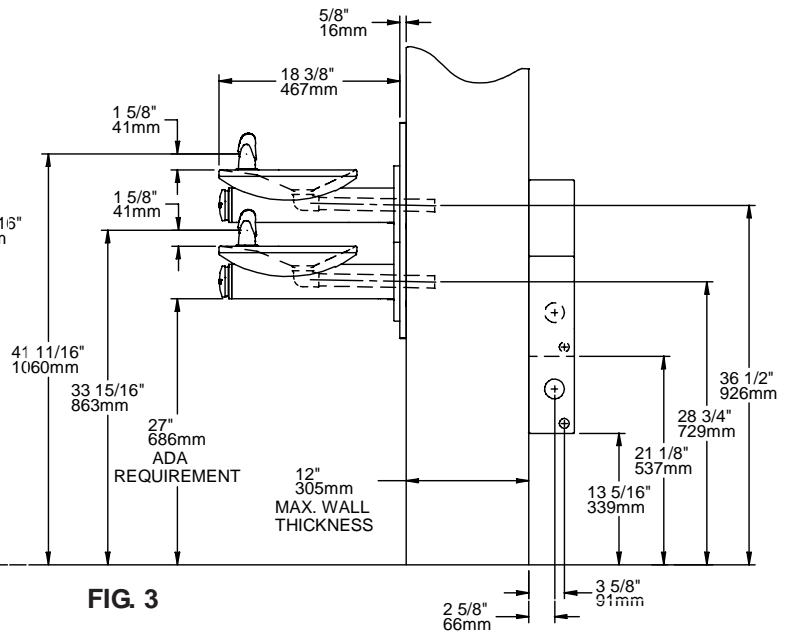 5/8"
16mm
18 3/8"
467mm
1 5/8"
41mm
1 5/8"
41mm
16"
41 11/16"
1060mm
33 15/16"
863mm
27"
686mm
ADA
REQUIREMENT
12"
305mm
MAX. WALL
THICKNESS
36 1/2"
926mm
28 3/4"
729mm
21 1/8"
537mm
13 5/16"
339mm
3 5/8"
91mm
2 5/8"
66mm
FIG. 3